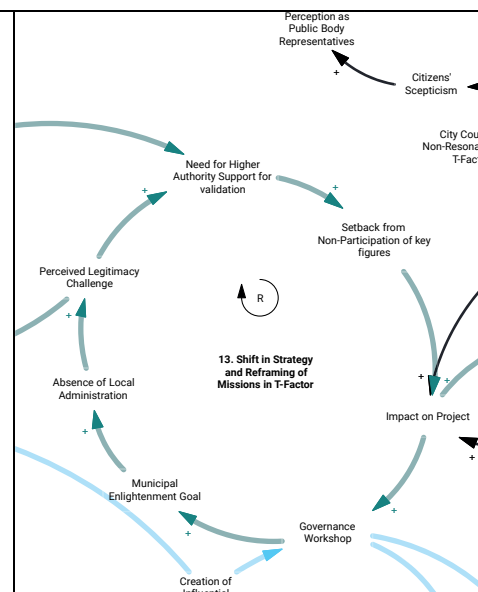 Perception as
Public Body
Representatives
+
Citizens'
Scepticism
City Cou
Non-Resona
T-Fac
Need for Higher
Authority Support for
validation
+
+
Setback from
Non-Participation of key
figures
Perceived Legitimacy
Challenge
+
R
13. Shift in Strategy
and Reframing of
Missions in T-Factor
+
+
Absence of Local
Administration
Impact on Project
+
+
Municipal
Enlightenment Goal
+
+
Governance
Workshop
Creation of